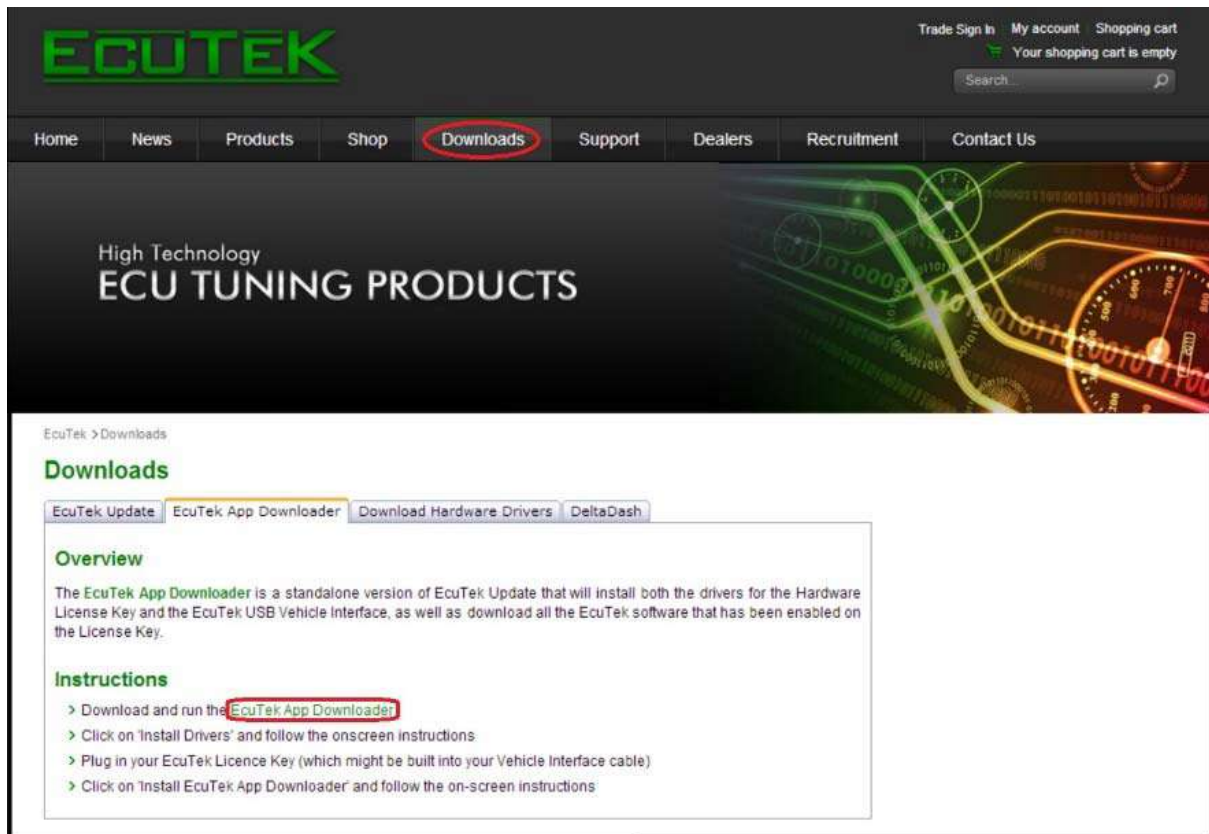 ECUTEK
Trade Sign In My account Shopping cart
Your shopping cart is empty
Search...
Home News Products Shop Downloads Support Dealers Recruitment Contact Us
High Technology
ECU TUNING PRODUCTS
EcuTek > Downloads
Downloads
EcuTek Update EcuTek App Downloader Download Hardware Drivers DeltaDash
Overview
The EcuTek App Downloader is a standalone version of EcuTek Update that will install both the drivers for the Hardware
License Key and the EcuTek USB Vehicle Interface, as well as download all the EcuTek software that has been enabled on
the License Key.
Instructions
> Download and run the EcuTek App Downloader
> Click on 'Install Drivers' and follow the onscreen instructions
> Plug in your EcuTek Licence Key (which might be built into your Vehicle Interface cable)
> Click on 'Install EcuTek App Downloader' and follow the on-screen instructions